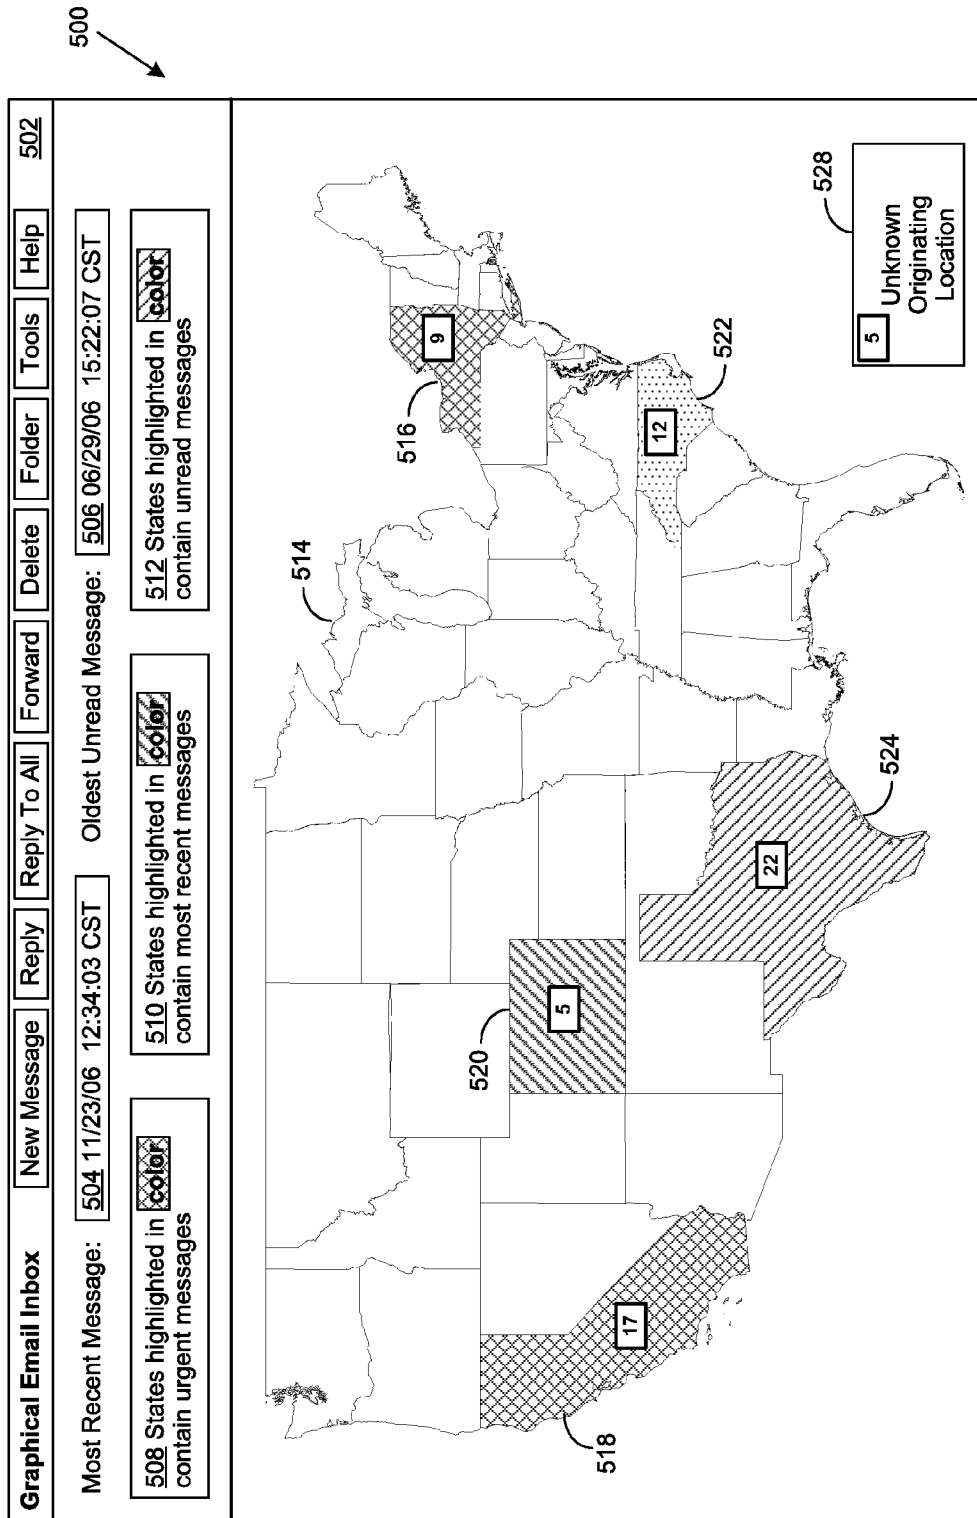 500
Graphical Email Inbox New Message Reply Reply To All Forward Delete Folder Tools Help 502
Most Recent Message: 504 11/23/06 12:34:03 CST Oldest Unread Message: 506 06/29/06 15:22:07 CST
508 States highlighted in color
contain urgent messages
510 States highlighted in color
contain most recent messages
512 States highlighted in color
contain unread messages
514
516
9
520
5
518
17
12
522
22
524
528
5
Unknown
Originating
Location